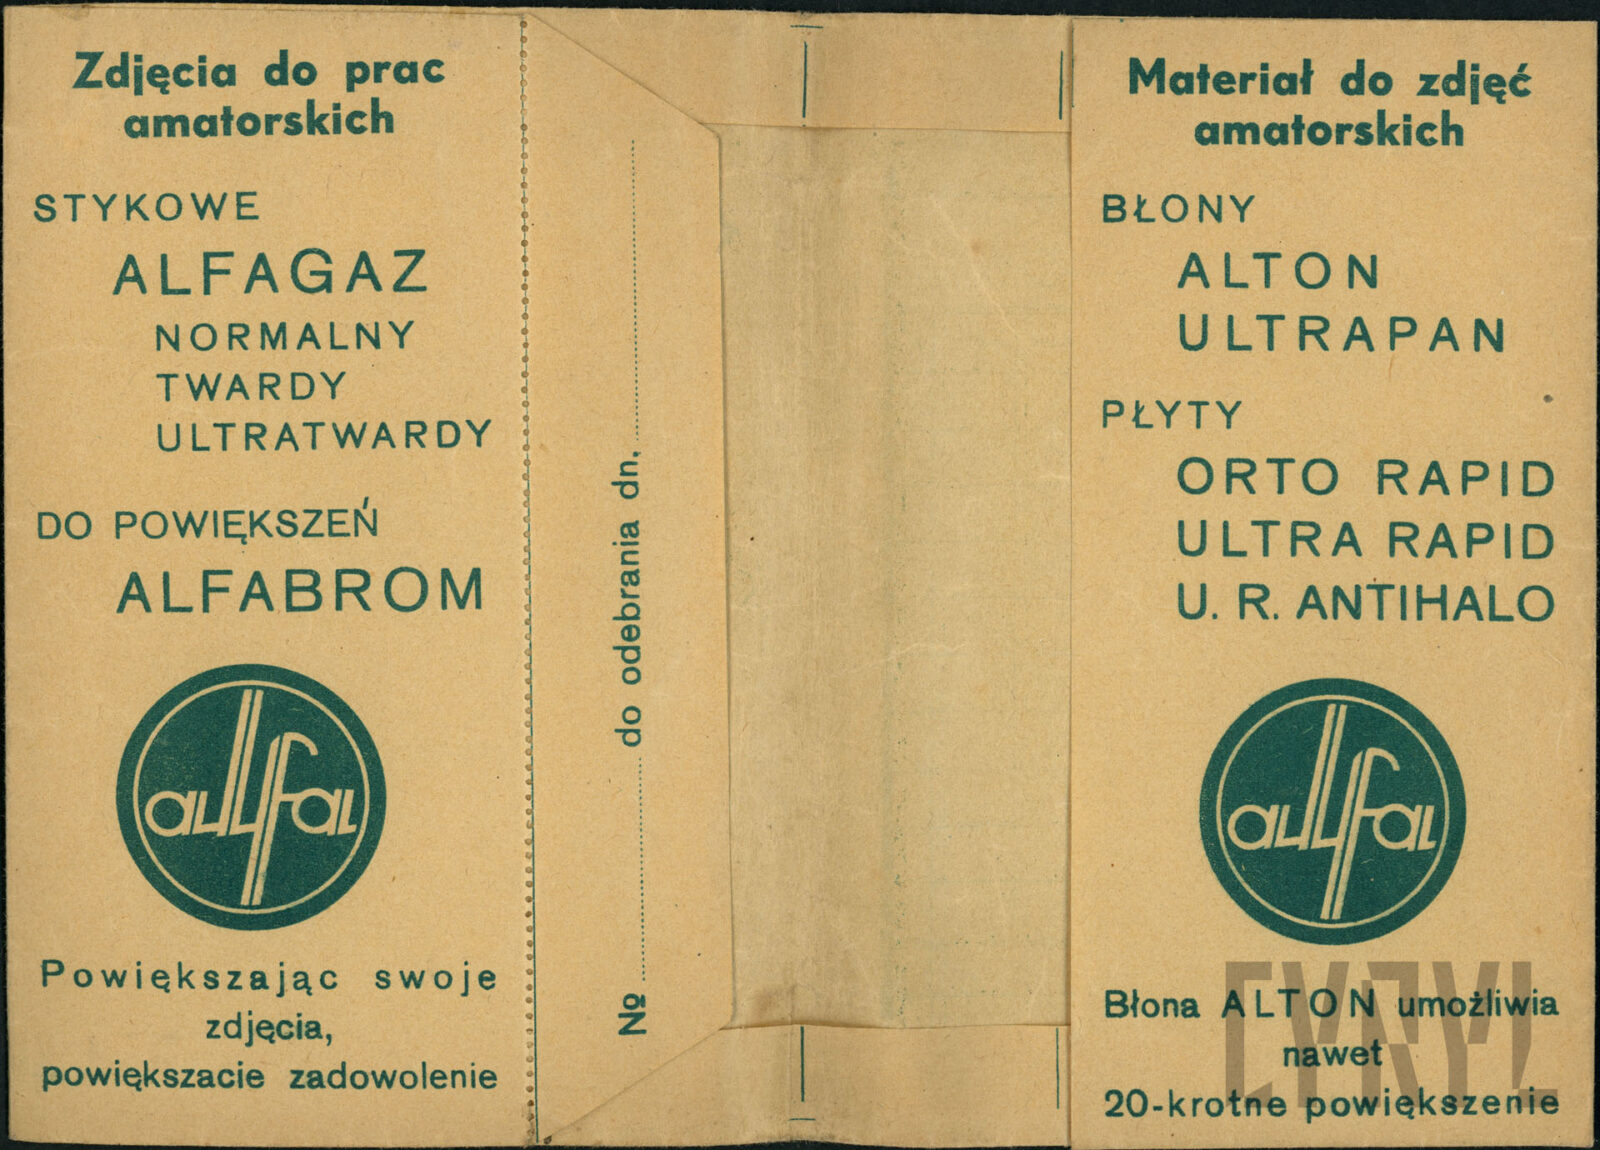 Zdjęcia do prac
amatorskich
STYKOWE
ALFAGAZ
NORMALNY
TWARDY
ULTRATWARDY
DO POWIĘKSZEŃ
ALFABROM
alfa
Powiększając swoje
zdjęcia,
powiększacie zadowolenie
№ do odebrania dn.
Materiał do zdjęć
amatorskich
BŁONY
ALTON
ULTRAPAN
PŁYTY
ORTO RAPID
ULTRA RAPID
U. R. ANTIHALO
alfa
Błona ALTON umożliwia
nawet
20-krotne powiększenie
CYRYL